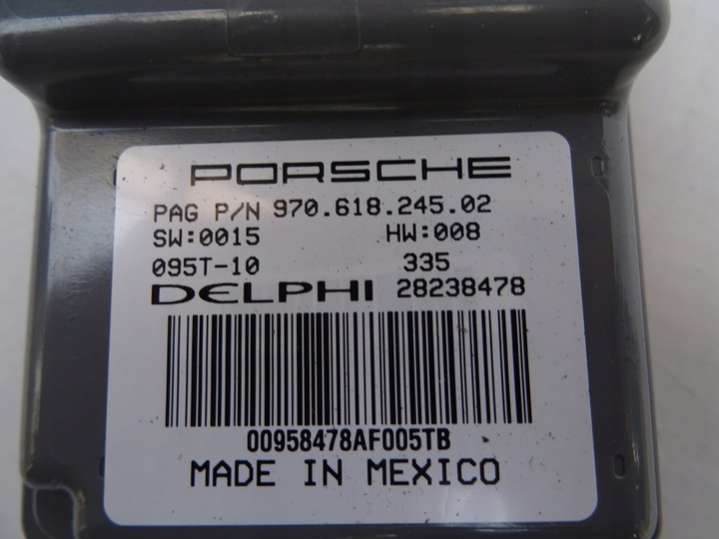 PORSCHE
PAG P/N 970.618.245.02
SW:0015 HW:008
095T-10 335
DELPHI 28238478
00958478AF005TB
MADE IN MEXICO